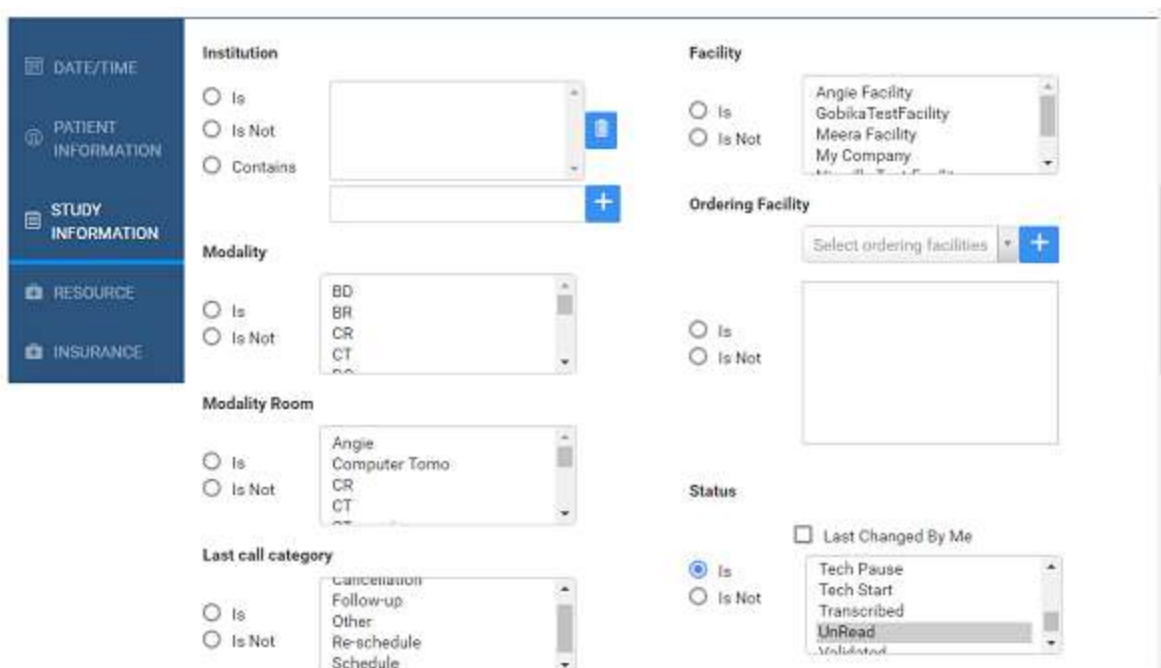 DATE/TIME
PATIENT
INFORMATION
STUDY
INFORMATION
RESOURCE
INSURANCE
Institution
Is
Is Not
Contains
Modality
Is
Is Not
BD
BR
CR
CT
Modality Room
Is
Is Not
Angie
Computer Tomo
CR
CT
Last call category
Is
Is Not
Cancellation
Follow-up
Other
Re-schedule
Schedule
Facility
Is
Is Not
Angie Facility
GobikaTestFacility
Meera Facility
My Company
Ordering Facility
Select ordering facilities
Is
Is Not
Status
Last Changed By Me
Is
Is Not
Tech Pause
Tech Start
Transcribed
UnRead
Validated